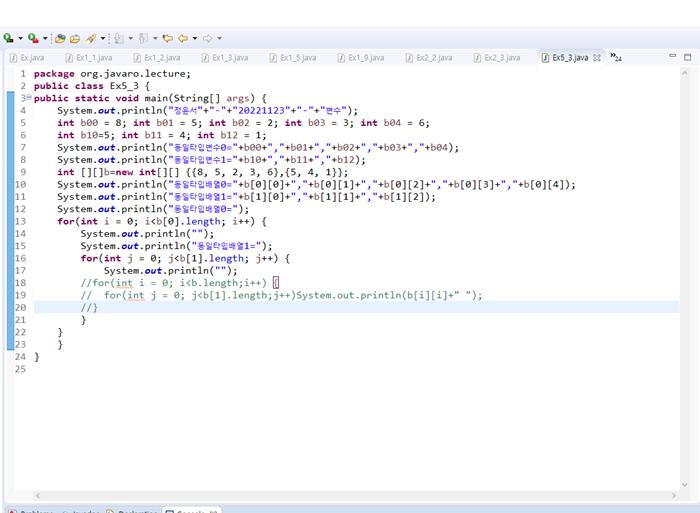 Ex.java Ex1_1.java Ex1_2.java Ex1_3.java Ex1_5.java Ex1_9.java Ex2_2.java Ex2_3.java Ex5_3.java 24
1 package org.javaro.lecture;
2 public class Ex5_3 {
3 public static void main(String[] args) {
4 System.out.println("정윤서"+"-"+"20221123"+"-"+"변수");
5 int b00 = 8; int b01 = 5; int b02 = 2; int b03 = 3; int b04 = 6;
6 int b10=5; int b11 = 4; int b12 = 1;
7 System.out.println("동일타입변수0="+b00+","+b01+","+b02+","+b03+","+b04);
8 System.out.println("동일타입변수1="+b10+","+b11+","+b12);
9 int [][]b=new int[][] {{8, 5, 2, 3, 6},{5, 4, 1}};
10 System.out.println("동일타입배열0="+b[0][0]+","+b[0][1]+","+b[0][2]+","+b[0][3]+","+b[0][4]);
11 System.out.println("동일타입배열1="+b[1][0]+","+b[1][1]+","+b[1][2]);
12 System.out.println("동일타입배열0=");
13 for(int i = 0; i<b[0].length; i++) {
14 System.out.println("");
15 System.out.println("동일타입배열1=");
16 for(int j = 0; j<b[1].length; j++) {
17 System.out.println("");
18 //for(int i = 0; i<b.length;i++) {
19 // for(int j = 0; j<b[1].length;j++)System.out.println(b[i][i]+" ");
20 //}
21 }
22 }
23 }
24 }
25